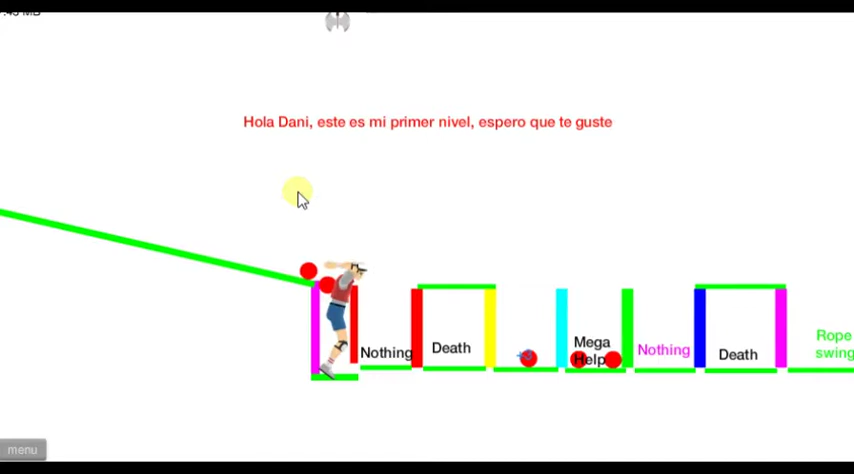 Hola Dani, este es mi primer nivel, espero que te guste
Nothing
Death
Mega
Help
Nothing
Death
Rope
swing
menu